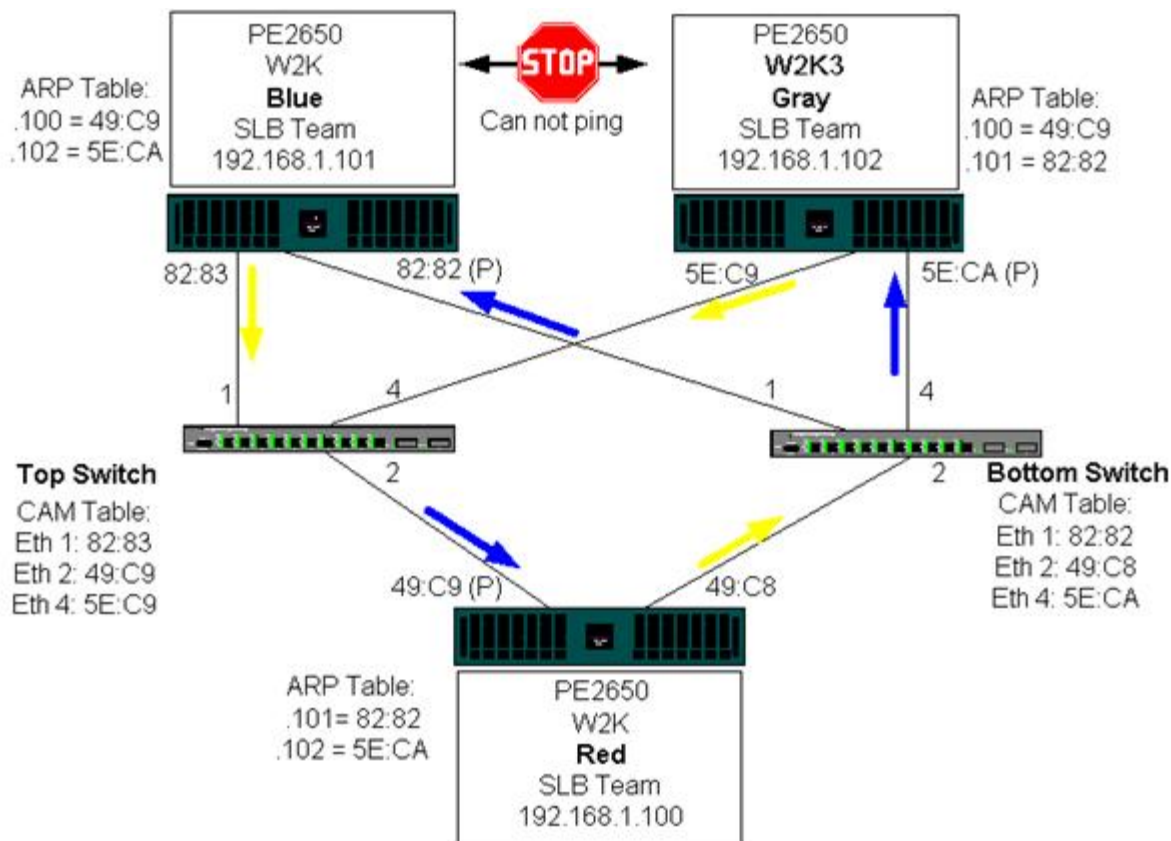 PE2650
W2K
Blue
SLB Team
192.168.1.101
ARP Table:
.100 = 49:C9
.102 = 5E:CA
STOP
Can not ping
PE2650
W2K3
Gray
SLB Team
192.168.1.102
ARP Table:
.100 = 49:C9
.101 = 82:82
82:83
82:82 (P)
5E:C9
5E:CA (P)
1
4
1
4
2
2
Top Switch
CAM Table:
Eth 1: 82:83
Eth 2: 49:C9
Eth 4: 5E:C9
Bottom Switch
CAM Table:
Eth 1: 82:82
Eth 2: 49:C8
Eth 4: 5E:CA
49:C9 (P)
49:C8
ARP Table:
.101= 82:82
.102 = 5E:CA
PE2650
W2K
Red
SLB Team
192.168.1.100